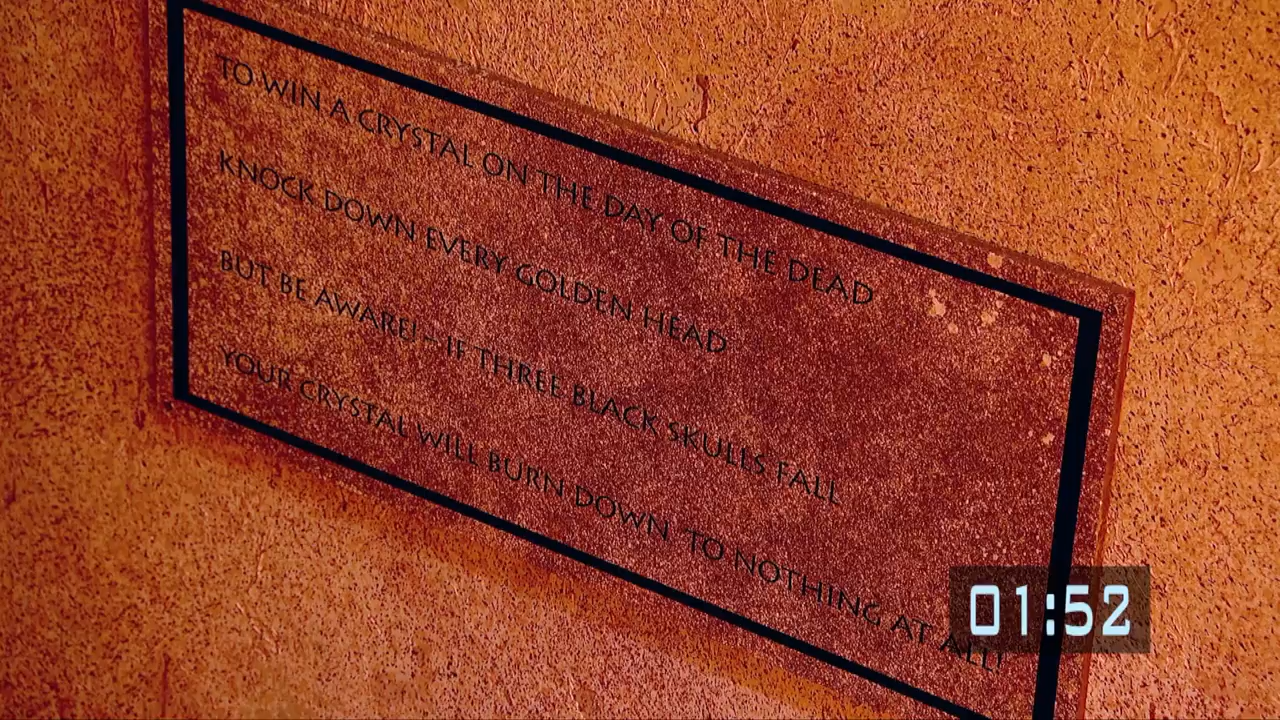 TO WIN A CRYSTAL ON THE DAY OF THE DEAD
KNOCK DOWN EVERY GOLDEN HEAD
BUT BE AWARE! – IF THREE BLACK SKULLS FALL
YOUR CRYSTAL WILL BURN DOWN TO NOTHING AT ALL!
01:52